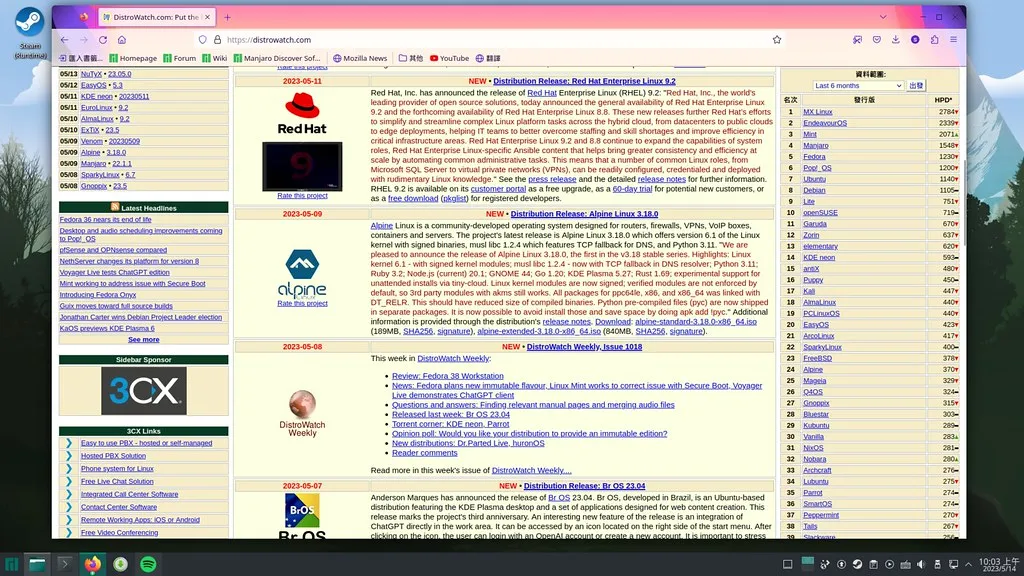 Steam
(Runtime)
DistroWatch.com: Put the
https://distrowatch.com
匯入書籤...
Homepage
Forum
Wiki
Manjaro Discover Sof...
Mozilla News
其他
YouTube
翻譯
05/13 NuTyX • 23.05.0
05/12 EasyOS • 5.3
05/11 KDE neon • 20230511
05/11 EuroLinux • 9.2
05/10 AlmaLinux • 9.2
05/10 ExTiX • 23.5
05/09 Venom • 20230509
05/09 Alpine • 3.18.0
05/09 Manjaro • 22.1.1
05/08 SparkyLinux • 6.7
05/08 Gnoppix • 23.5
Latest Headlines
Fedora 36 nears its end of life
Desktop and audio scheduling improvements coming
to Pop!_OS
pfSense and OPNsense compared
NethServer changes its platform for version 8
Voyager Live tests ChatGPT edition
Mint working to address issue with Secure Boot
Introducing Fedora Onyx
Guix moves toward full source builds
Jonathan Carter wins Debian Project Leader election
KaOS previews KDE Plasma 6
See more
Sidebar Sponsor
3CX
3CX Links
Easy to use PBX - hosted or self-managed
Hosted PBX Solution
Phone system for Linux
Free Live Chat Solution
Integrated Call Center Software
Contact Center Software
Remote Working Apps: iOS or Android
Free Video Conferencing
Rate this project
2023-05-11
NEW • Distribution Release: Red Hat Enterprise Linux 9.2
Red Hat
9
Rate this project
Red Hat, Inc. has announced the release of Red Hat Enterprise Linux (RHEL) 9.2: "Red Hat, Inc., the world's
leading provider of open source solutions, today announced the general availability of Red Hat Enterprise Linux
9.2 and the forthcoming availability of Red Hat Enterprise Linux 8.8. These new releases further Red Hat's efforts
to simplify and streamline complex Linux platform tasks across the hybrid cloud, from datacenters to public clouds
to edge deployments, helping IT teams to better overcome staffing and skill shortages and improve efficiency in
critical infrastructure areas. Red Hat Enterprise Linux 9.2 and 8.8 continue to expand the capabilities of system
roles, Red Hat Enterprise Linux-specific Ansible content that helps bring greater consistency and efficiency at
scale by automating common administrative tasks. This means that a number of common Linux roles, from
Microsoft SQL Server to virtual private networks (VPNs), can be readily configured, credentialed and deployed
with rudimentary Linux knowledge." See the press release and the detailed release notes for further information.
RHEL 9.2 is available on its customer portal as a free upgrade, as a 60-day trial for potential new customers, or
as a free download (pkglist) for registered developers.
2023-05-09
NEW • Distribution Release: Alpine Linux 3.18.0
alpine
Rate this project
Alpine Linux is a community-developed operating system designed for routers, firewalls, VPNs, VoIP boxes,
containers and servers. The project's latest release is Alpine Linux 3.18.0 which offers version 6.1 of the Linux
kernel with signed binaries, musl libc 1.2.4 which features TCP fallback for DNS, and Python 3.11. "We are
pleased to announce the release of Alpine Linux 3.18.0, the first in the v3.18 stable series. Highlights: Linux
kernel 6.1 - with signed kernel modules; musl libc 1.2.4 - now with TCP fallback in DNS resolver; Python 3.11;
Ruby 3.2; Node.js (current) 20.1; GNOME 44; Go 1.20; KDE Plasma 5.27; Rust 1.69; experimental support for
unattended installs via tiny-cloud. Linux kernel modules are now signed; verified modules are not enforced by
default, so 3rd party modules with akms still works. All packages for ppc64le, x86, and x86_64 was linked with
DT_RELR. This should have reduced size of compiled binaries. Python pre-compiled files (pyc) are now shipped
in separate packages. It is now possible to avoid install those and save space by doing apk add !pyc." Additional
information is provided through the distribution's release notes. Download: alpine-standard-3.18.0-x86_64.iso
(189MB, SHA256, signature), alpine-extended-3.18.0-x86_64.iso (840MB, SHA256, signature).
2023-05-08
NEW • DistroWatch Weekly, Issue 1018
DistroWatch
Weekly
This week in DistroWatch Weekly:
Review: Fedora 38 Workstation
News: Fedora plans new immutable flavour, Linux Mint works to correct issue with Secure Boot, Voyager
Live demonstrates ChatGPT client
Questions and answers: Finding relevant manual pages and merging audio files
Released last week: Br OS 23.04
Torrent corner: KDE neon, Parrot
Opinion poll: Would you like your distribution to provide an immutable edition?
New distributions: Dr.Parted Live, huronOS
Reader comments
Read more in this week's issue of DistroWatch Weekly....
2023-05-07
NEW • Distribution Release: Br OS 23.04
BrOS
Br OS
Anderson Marques has announced the release of Br OS 23.04. Br OS, developed in Brazil, is an Ubuntu-based
distribution featuring the KDE Plasma desktop and a set of applications designed for web content creation. This
release marks the project's third anniversary. An interesting new feature of the release is an integration of
ChatGPT directly in the work area. It can be accessed by an icon located on the right side of the start menu. After
clicking on the icon, the user can login with an OpenAI account or create a new account. It is important to stress
資料範圍:
Last 6 months
出發
名次 發行版 HPD*
1 MX Linux 2784
2 EndeavourOS 2339
3 Mint 2071
4 Manjaro 1548
5 Fedora 1230
6 Pop!_OS 1200
7 Ubuntu 1140
8 Debian 1105
9 Lite 751
10 openSUSE 719
11 Garuda 670
12 Zorin 637
13 elementary 620
14 KDE neon 593
15 antiX 480
16 Puppy 450
17 Kali 447
18 AlmaLinux 440
19 PCLinuxOS 440
20 EasyOS 423
21 ArcoLinux 417
22 SparkyLinux 400
23 FreeBSD 378
24 Alpine 370
25 Mageia 329
26 Q4OS 324
27 Gnoppix 315
28 Bluestar 303
29 Kubuntu 289
30 Vanilla 283
31 NixOS 281
32 Nobara 280
33 Archcraft 276
34 Lubuntu 275
35 Parrot 274
36 SmartOS 274
37 Peppermint 270
38 Tails 267
39 Slackware 256
10:03 上午
2023/5/14